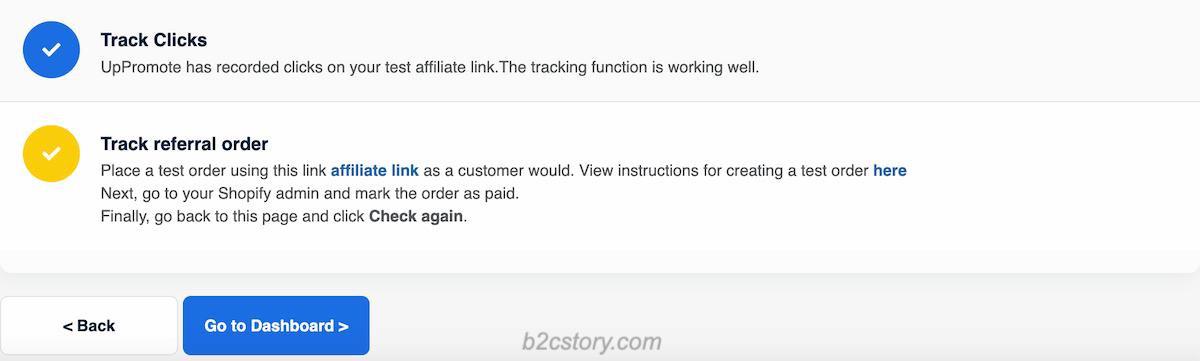 Track Clicks
UpPromote has recorded clicks on your test affiliate link.The tracking function is working well.
Track referral order
Place a test order using this link affiliate link as a customer would. View instructions for creating a test order here
Next, go to your Shopify admin and mark the order as paid.
Finally, go back to this page and click Check again.
< Back
Go to Dashboard >
b2cstory.com